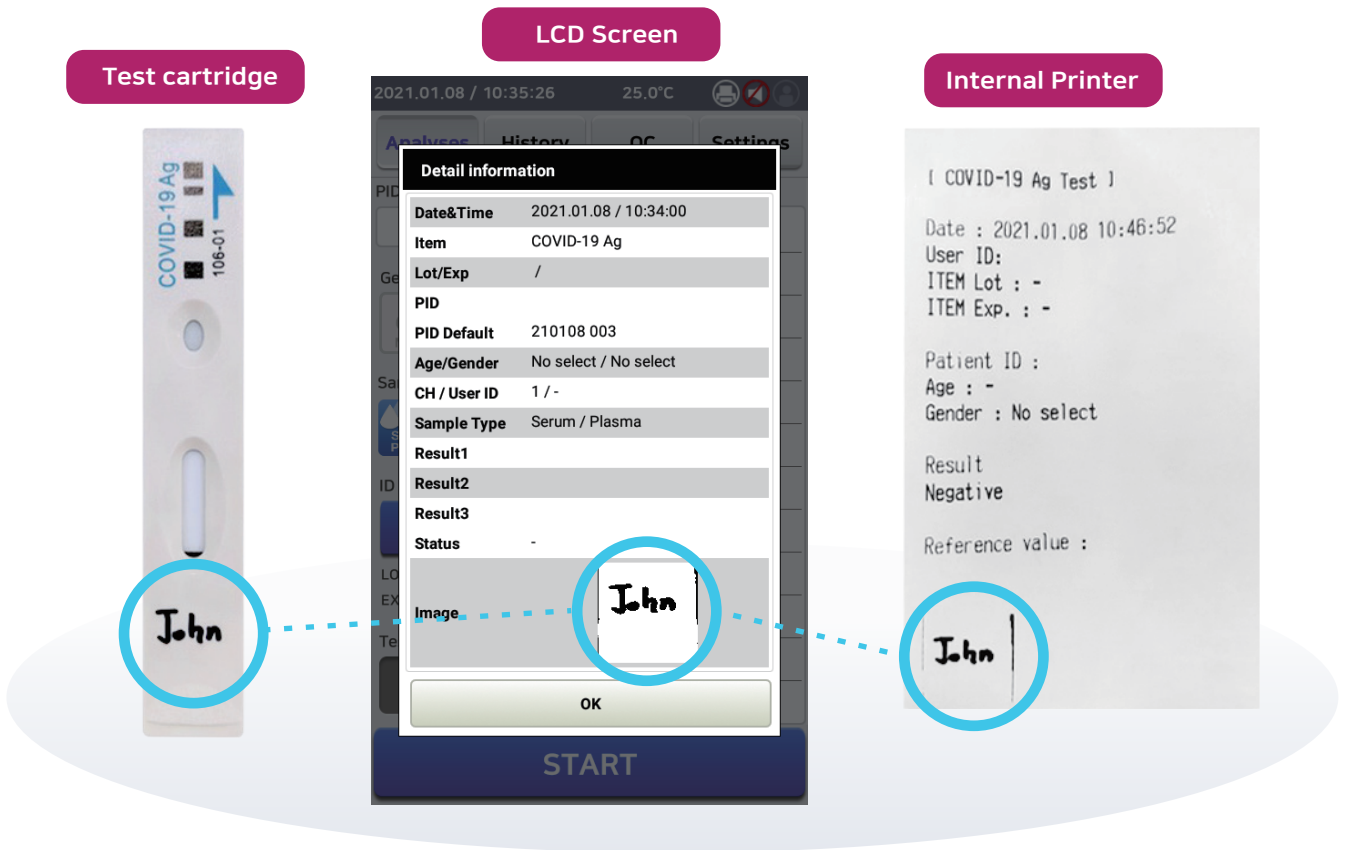 LCD Screen
Test cartridge
Internal Printer
COVID-19 Ag
106-01
John
2021.01.08 / 10:35:26 25.0°C
Analyses History QC Settings
PID
Detail information
Date&Time 2021.01.08 / 10:34:00
Item COVID-19 Ag
Lot/Exp /
PID
PID Default 210108 003
Age/Gender No select / No select
CH / User ID 1 / -
Sample Type Serum / Plasma
Result1
Result2
Result3
Status -
Image John
OK
ID
START
[ COVID-19 Ag Test ]
Date : 2021.01.08 10:46:52
User ID:
ITEM Lot : -
ITEM Exp. : -
Patient ID :
Age : -
Gender : No select
Result
Negative
Reference value :
John